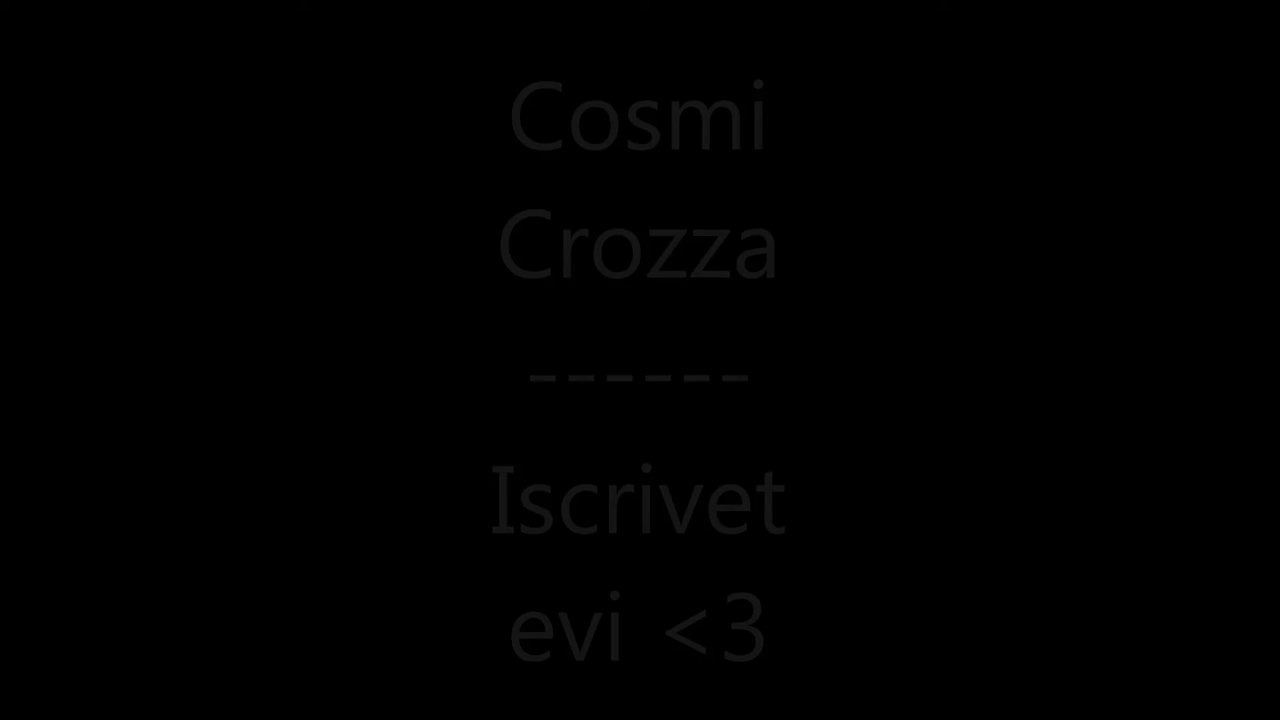 Cosmi
Crozza
------
Iscrivet
evi <3